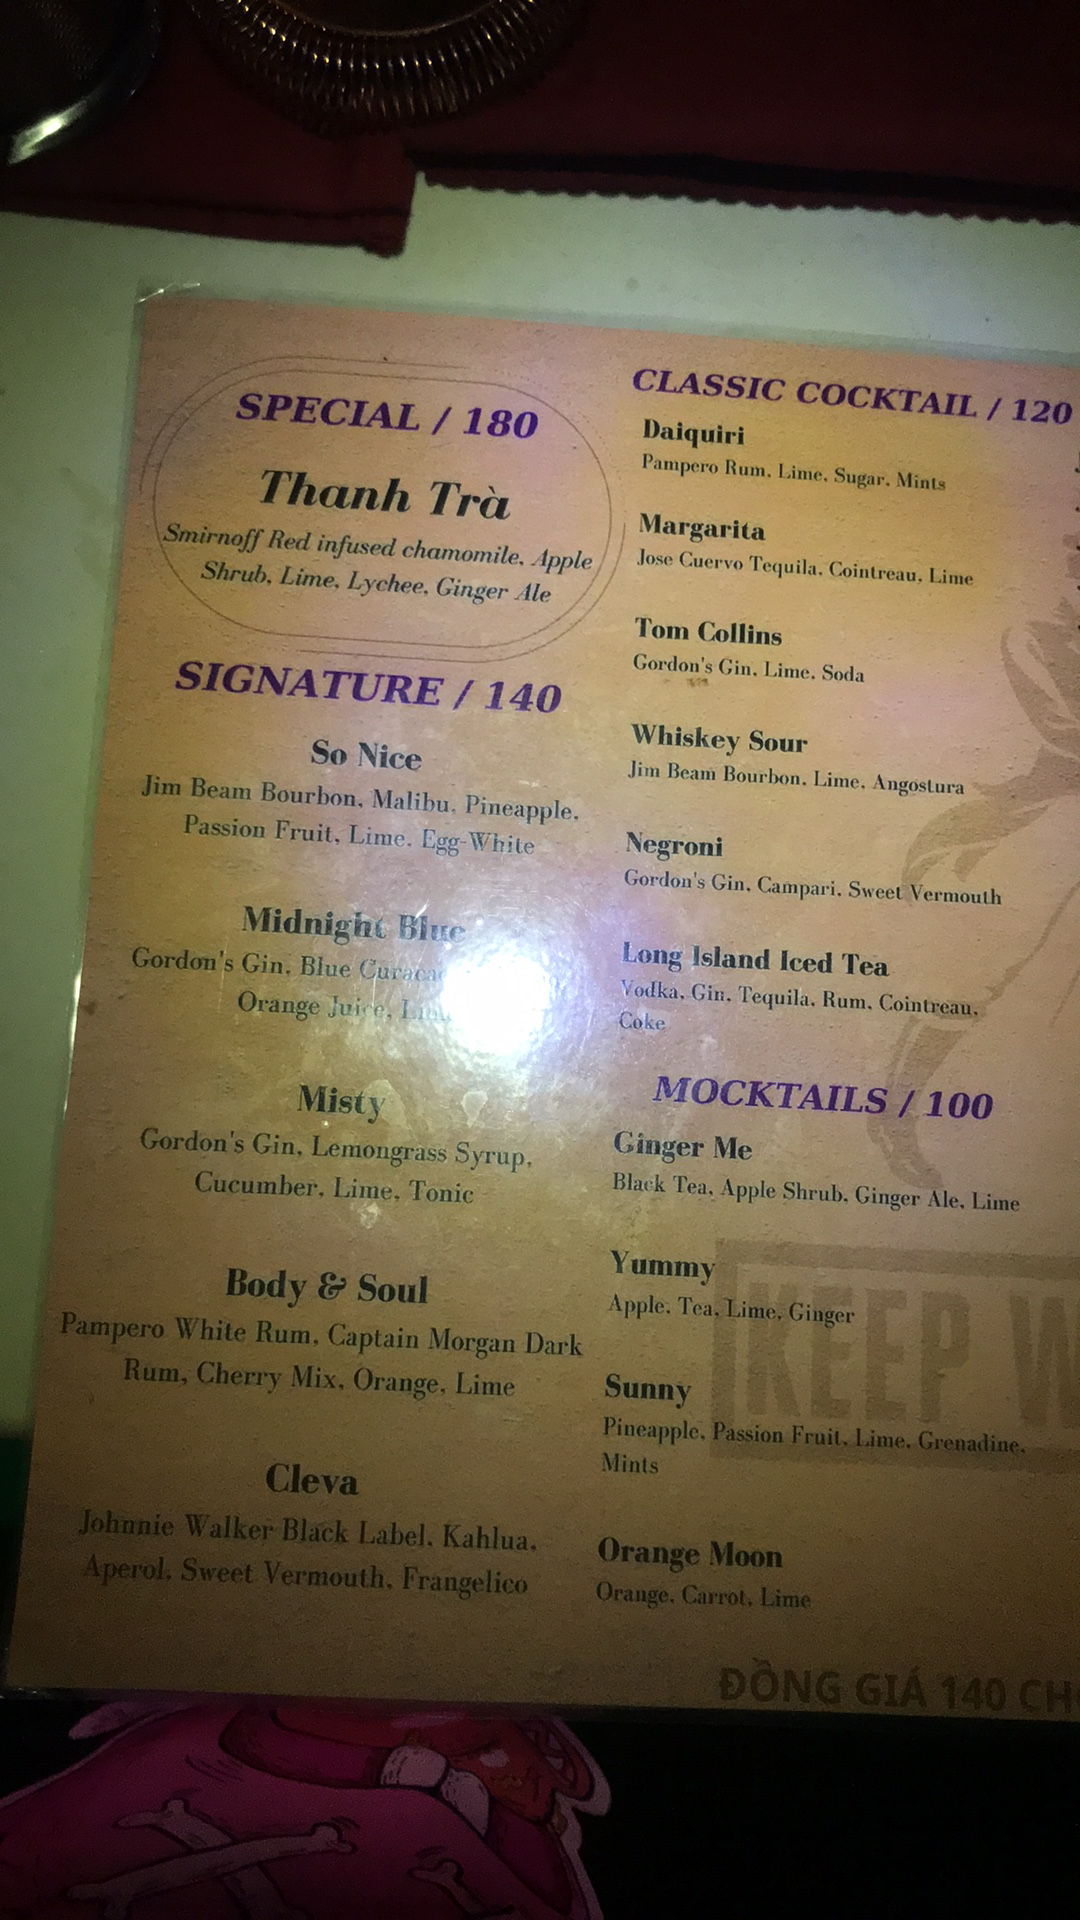 SPECIAL / 180
Thanh Trà
Smirnoff Red infused chamomile, Apple
Shrub, Lime, Lychee, Ginger Ale
SIGNATURE / 140
So Nice
Jim Beam Bourbon, Malibu, Pineapple,
Passion Fruit, Lime, Egg-White
Midnight Blue
Gordon's Gin, Blue
Orange Juice,
Misty
Gordon's Gin, Lemongrass Syrup,
Cucumber, Lime, Tonic
Body & Soul
Pampero White Rum, Captain Morgan Dark
Rum, Cherry Mix, Orange, Lime
Cleva
Johnnie Walker Black Label, Kahlua,
Aperol, Sweet Vermouth, Frangelico
CLASSIC COCKTAIL / 120
Daiquiri
Pampero Rum, Lime, Sugar, Mints
Margarita
Jose Cuervo Tequila, Cointreau, Lime
Tom Collins
Gordon's Gin, Lime, Soda
Whiskey Sour
Jim Beam Bourbon, Lime, Angostura
Negroni
Gordon's Gin, Campari, Sweet Vermouth
Long Island Iced Tea
Vodka, Gin, Tequila, Rum, Cointreau,
Coke
MOCKTAILS / 100
Ginger Me
Black Tea, Apple Shrub, Ginger Ale, Lime
Yummy
Apple, Tea, Lime, Ginger
KEEP
Sunny
Pineapple, Passion Fruit, Lime, Grenadine,
Mints
Orange Moon
Orange, Carrot, Lime
ĐỒNG GIÁ 140